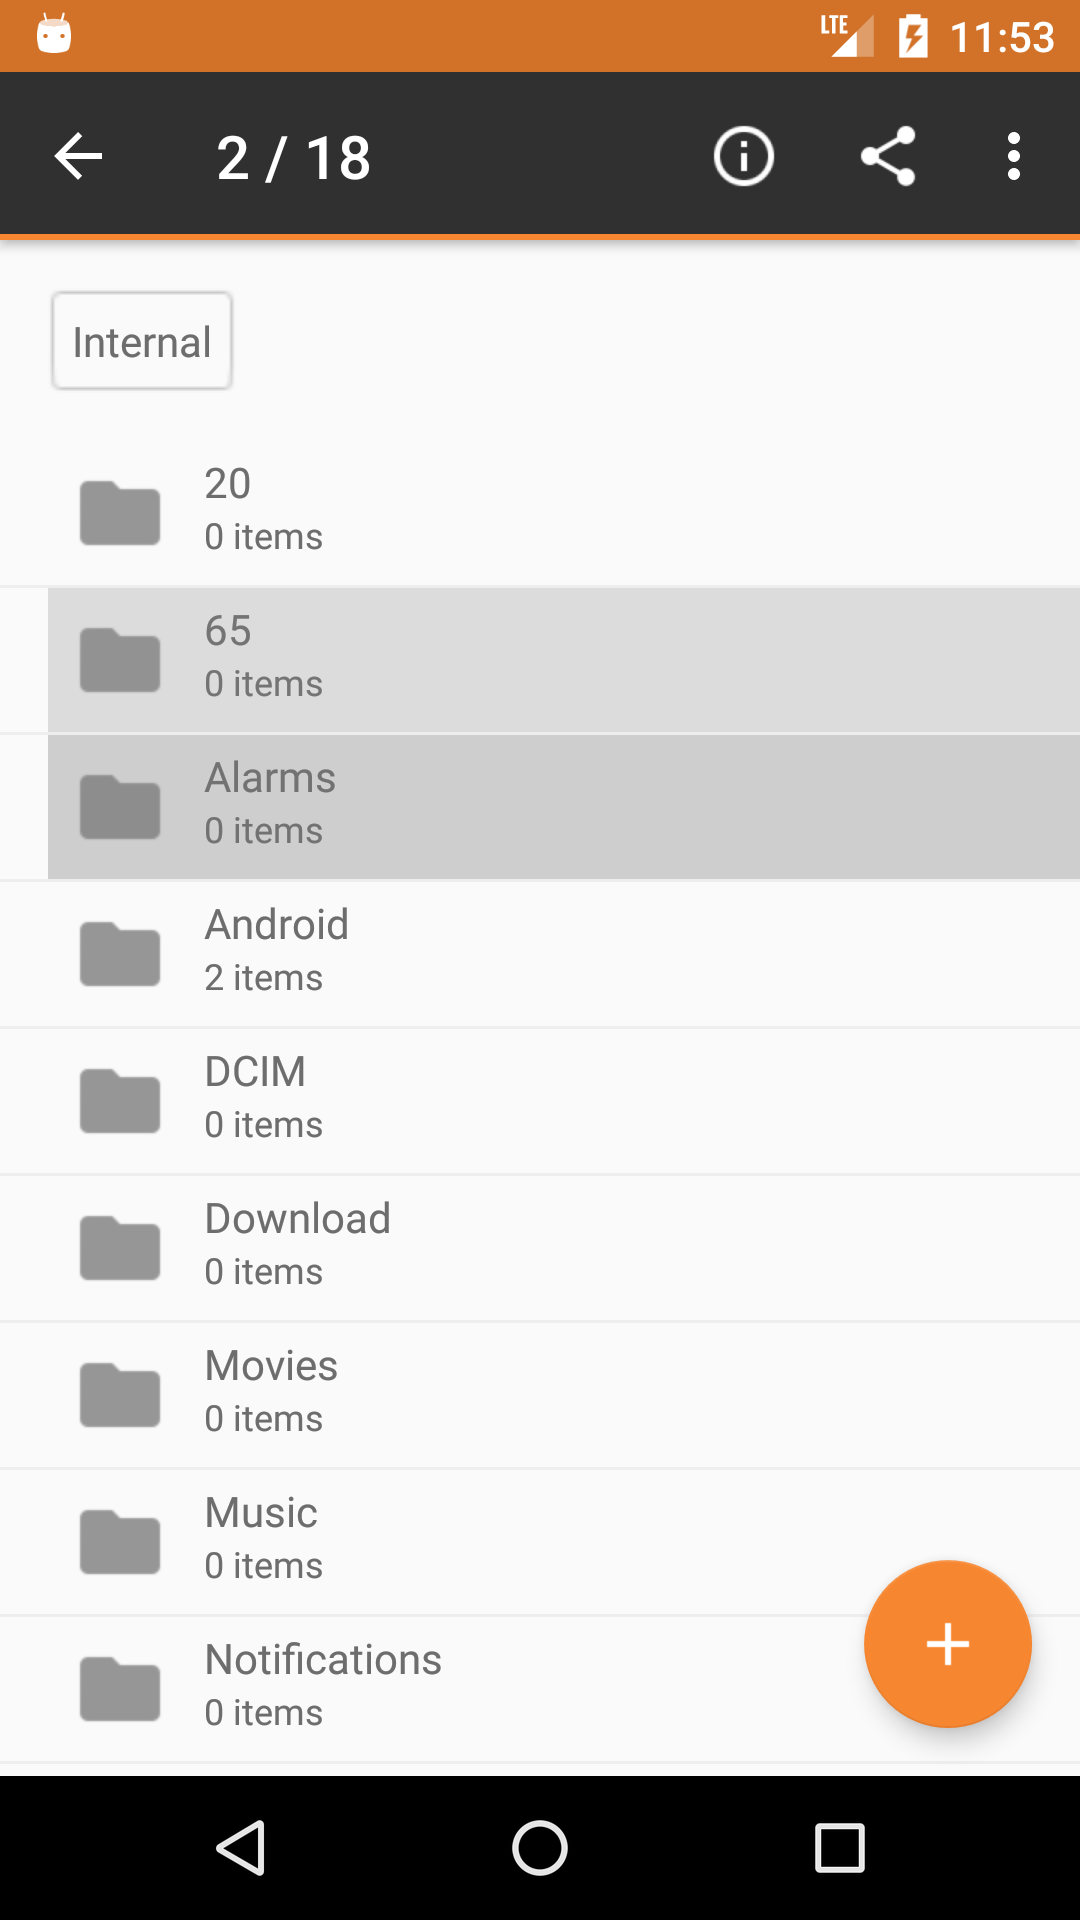 LTE 11:53
2 / 18
Internal
20
0 items
65
0 items
Alarms
0 items
Android
2 items
DCIM
0 items
Download
0 items
Movies
0 items
Music
0 items
Notifications
0 items